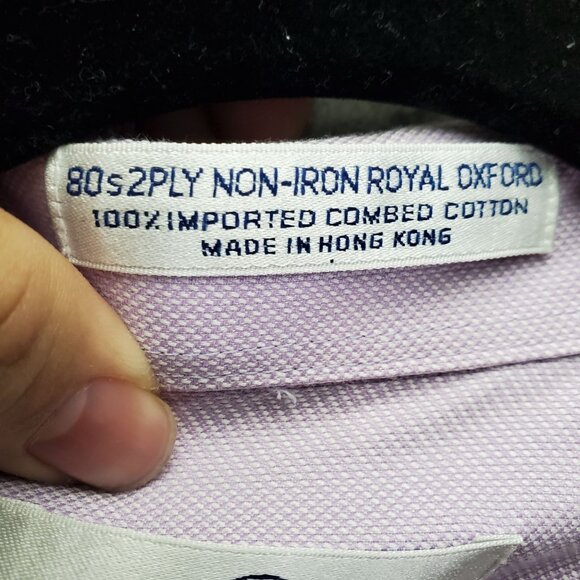 80s2PLY NON-IRON ROYAL OXFORD
100% IMPORTED COMBED COTTON
MADE IN HONG KONG